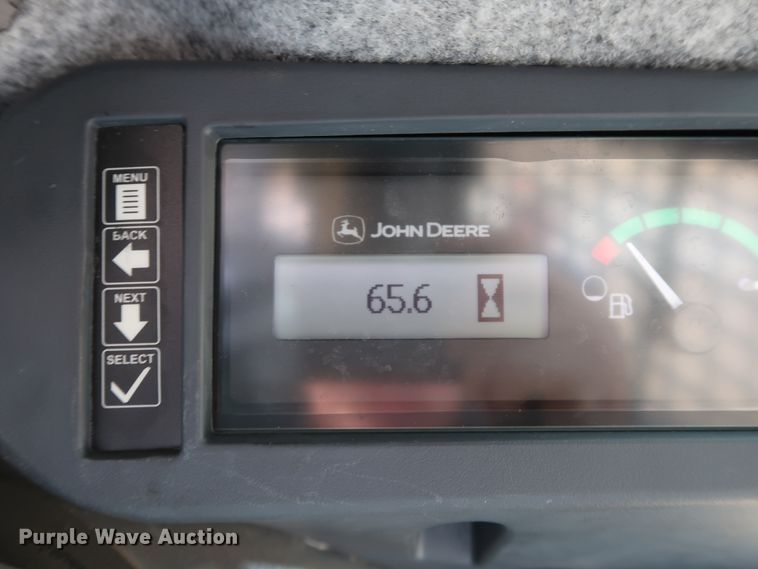 MENU
BACK
NEXT
SELECT
JOHN DEERE
65.6
Purple Wave Auction